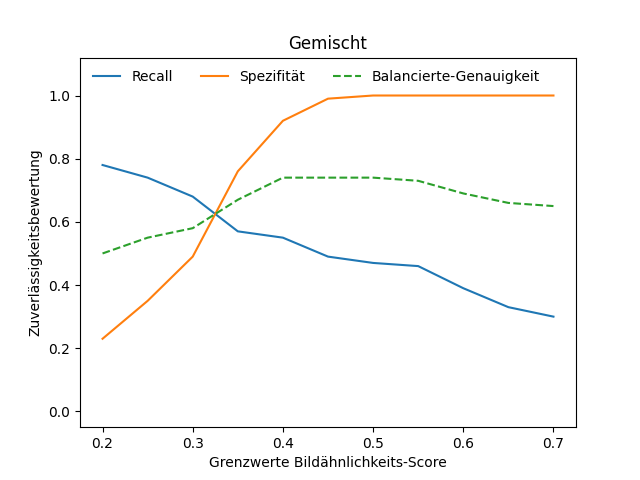 Gemischt
Recall Spezifität Balancierte-Genauigkeit
1.0
0.8
0.6
0.4
0.2
0.0
Zuverlässigkeitsbewertung
0.2 0.3 0.4 0.5 0.6 0.7
Grenzwerte Bildähnlichkeits-Score